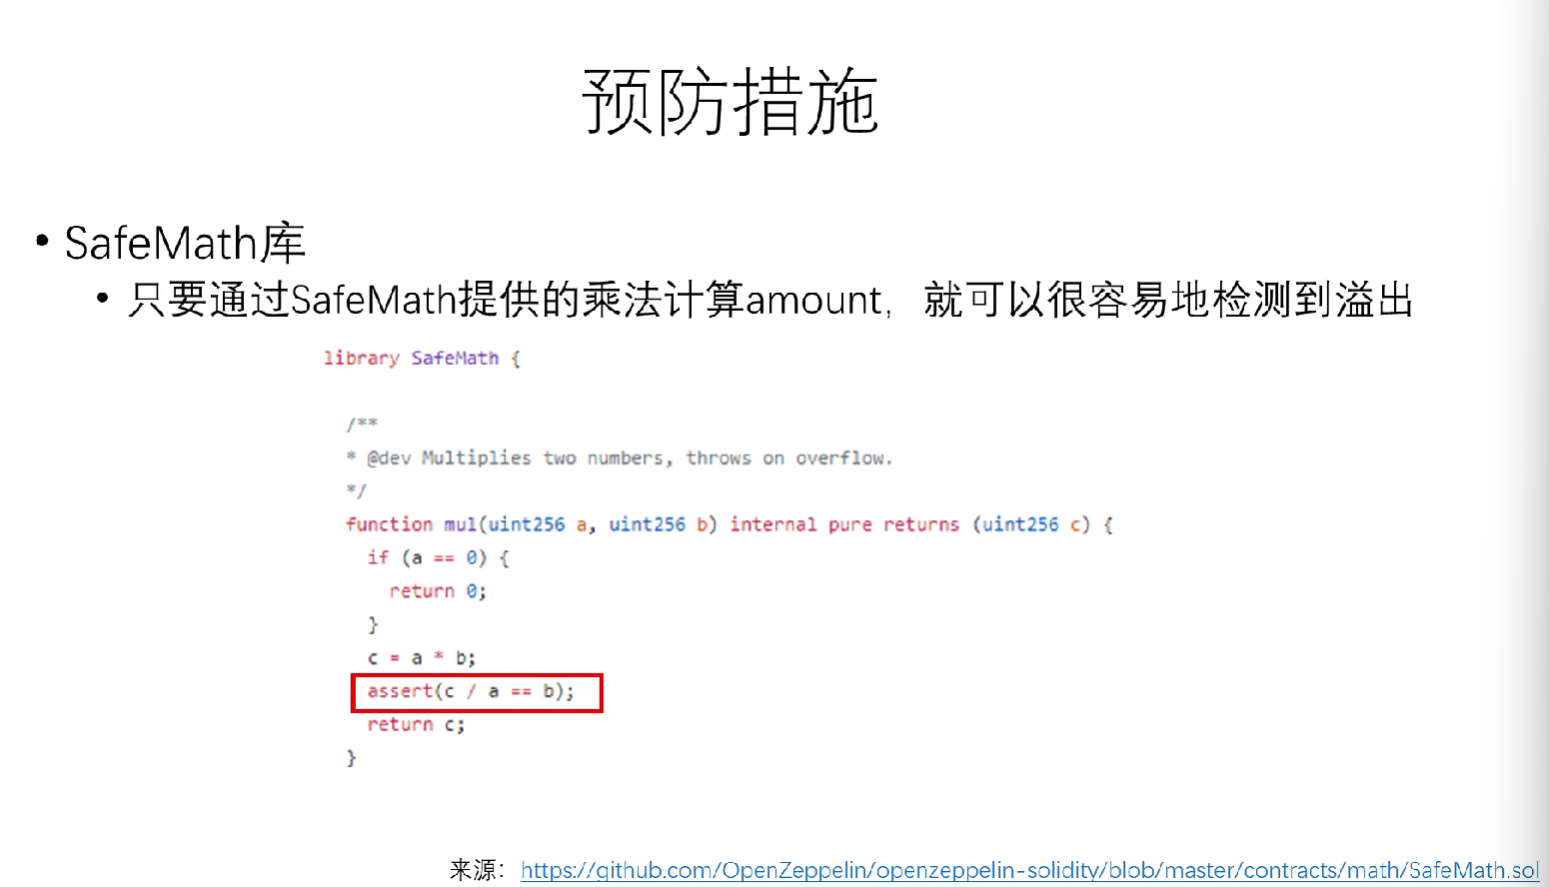 预防措施
• SafeMath库
• 只要通过SafeMath提供的乘法计算amount，就可以很容易地检测到溢出
library SafeMath {
/**
* @dev Multiplies two numbers, throws on overflow.
*/
function mul(uint256 a, uint256 b) internal pure returns (uint256 c) {
if (a == 0) {
return 0;
}
c = a * b;
assert(c / a == b);
return c;
}
来源：https://github.com/OpenZeppelin/openzeppelin-solidity/blob/master/contracts/math/SafeMath.sol